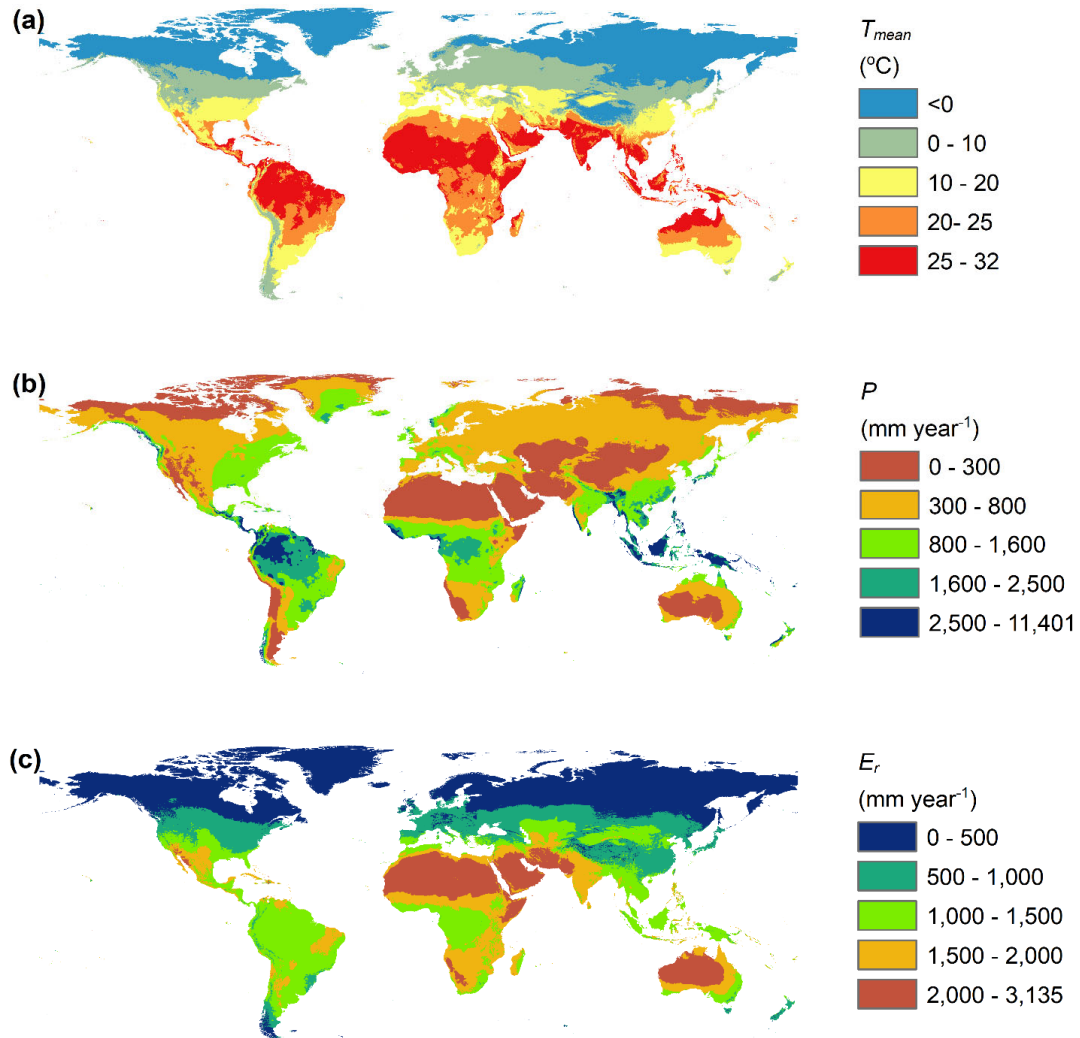 (a)
T_mean
(ºC)
<0
0 - 10
10 - 20
20- 25
25 - 32
(b)
P
(mm year⁻¹)
0 - 300
300 - 800
800 - 1,600
1,600 - 2,500
2,500 - 11,401
(c)
E_r
(mm year⁻¹)
0 - 500
500 - 1,000
1,000 - 1,500
1,500 - 2,000
2,000 - 3,135